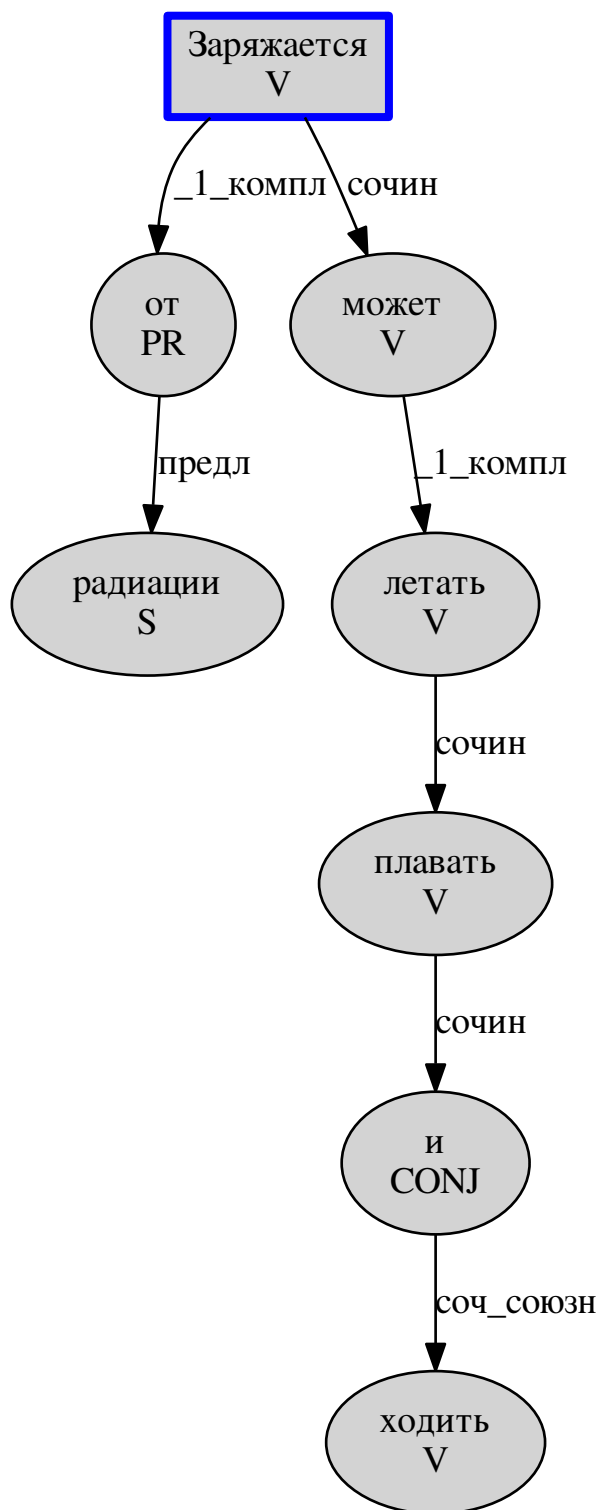 Заряжается
V
_1_компл
сочин
от
PR
может
V
предл
_1_компл
радиации
S
летать
V
сочин
плавать
V
сочин
и
CONJ
соч_союзн
ходить
V